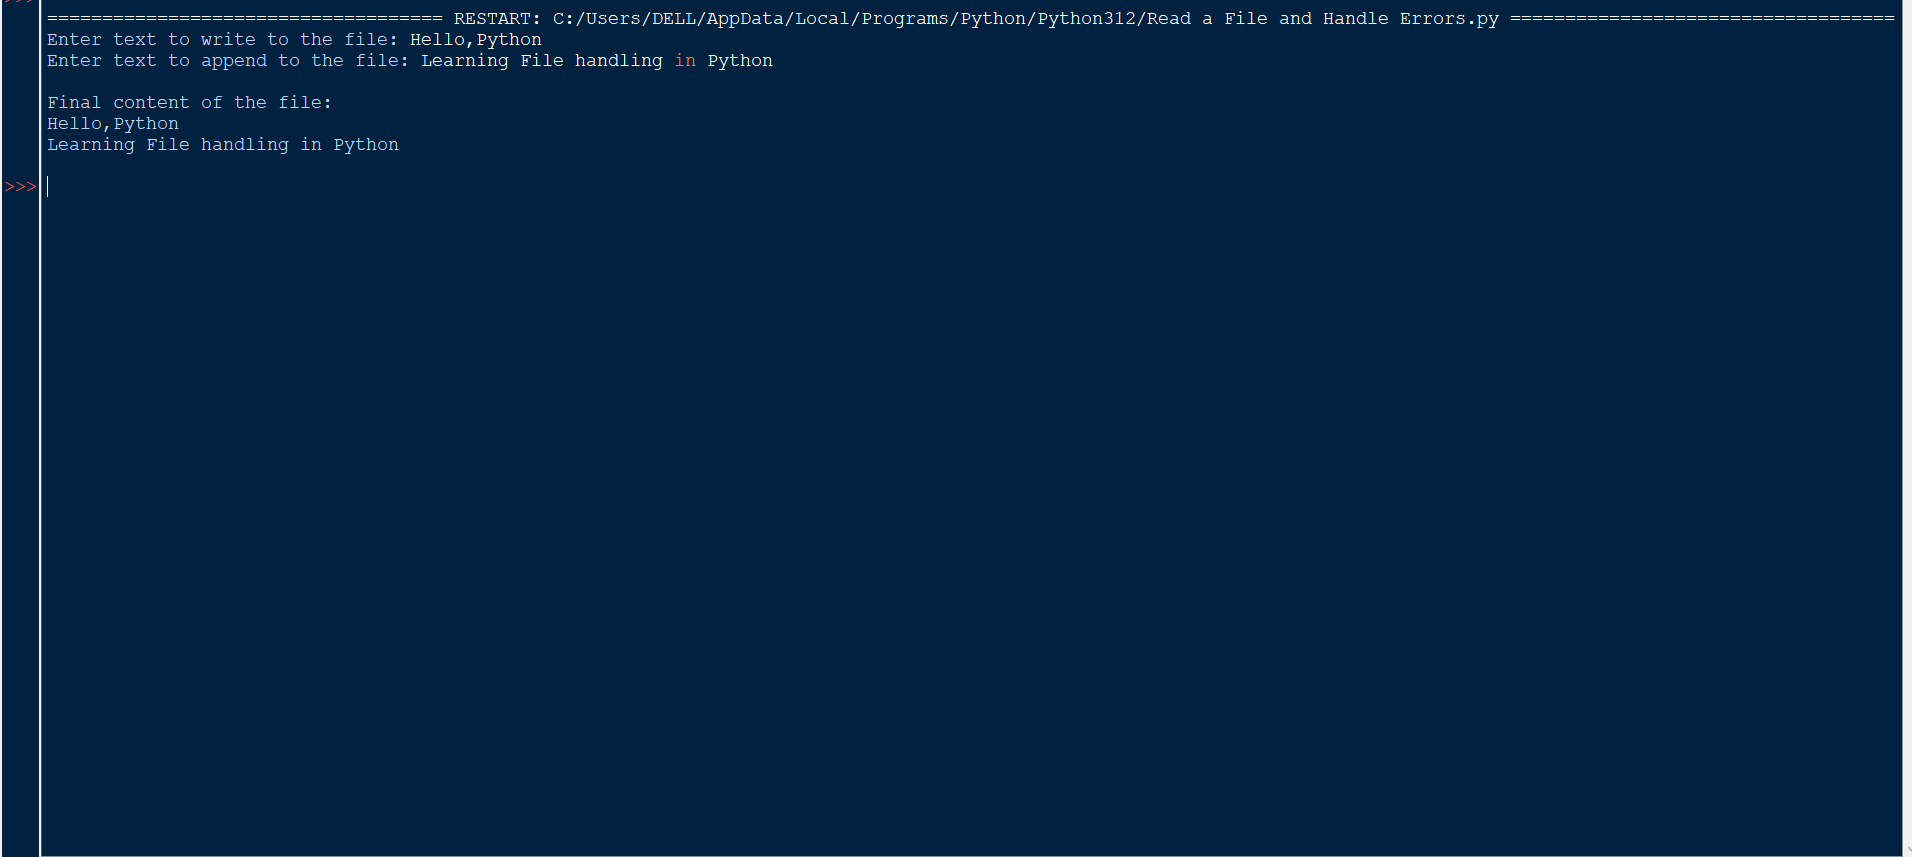 =================================== RESTART: C:/Users/DELL/AppData/Local/Programs/Python/Python312/Read a File and Handle Errors.py ===================================
Enter text to write to the file: Hello,Python
Enter text to append to the file: Learning File handling in Python
Final content of the file:
Hello,Python
Learning File handling in Python
>>>